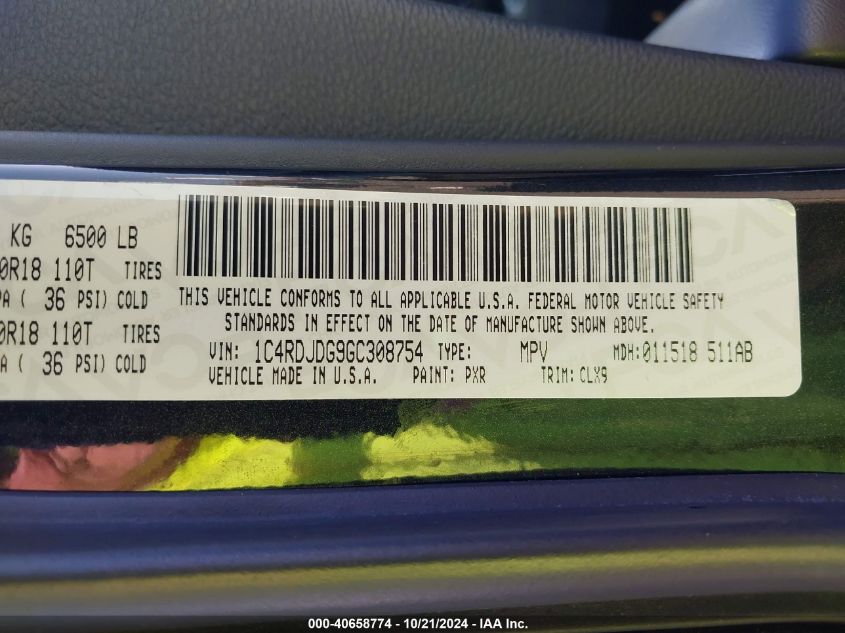 KG 6500 LB
0R18 110T TIRES
PA ( 36 PSI) COLD
0R18 110T TIRES
A ( 36 PSI) COLD
THIS VEHICLE CONFORMS TO ALL APPLICABLE U.S.A. FEDERAL MOTOR VEHICLE SAFETY
STANDARDS IN EFFECT ON THE DATE OF MANUFACTURE SHOWN ABOVE.
VIN: 1C4RDJDG9GC308754 TYPE: MPV MDH:011518 511AB
VEHICLE MADE IN U.S.A. PAINT: PXR TRIM: CLX9
000-40658774 - 10/21/2024 - IAA Inc.